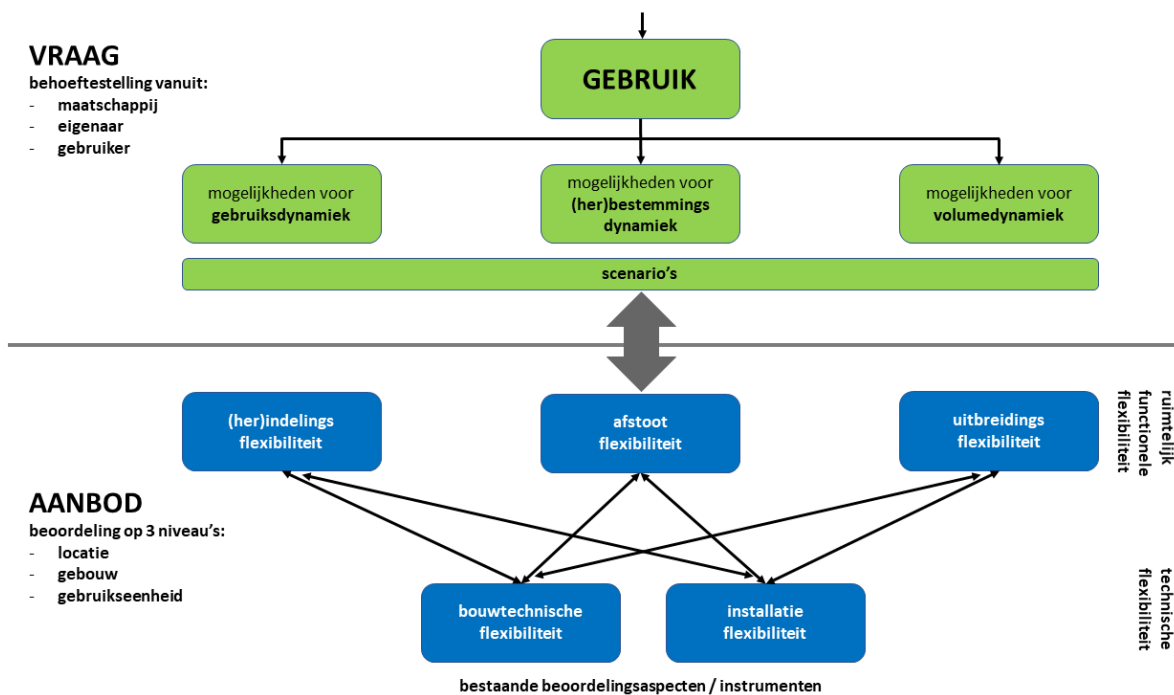 VRAAG
behoeftestelling vanuit:
- maatschappij
- eigenaar
- gebruiker
GEBRUIK
mogelijkheden voor
gebruiksdynamiek
mogelijkheden voor
(her)bestemmings
dynamiek
mogelijkheden voor
volumedynamiek
scenario's
(her)indelings
flexibiliteit
afstoot
flexibiliteit
uitbreidings
flexibiliteit
ruimtelijk
functionele
flexibiliteit
AANBOD
beoordeling op 3 niveau's:
- locatie
- gebouw
- gebruikseenheid
bouwtechnische
flexibiliteit
installatie
flexibiliteit
technische
flexibiliteit
bestaande beoordelingsaspecten / instrumenten